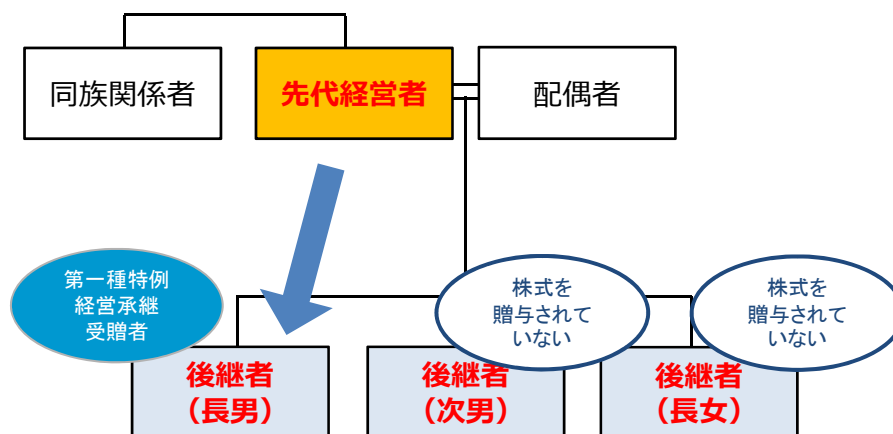 同族関係者
先代経営者
配偶者
第一種特例
経営承継
受贈者
株式を
贈与されて
いない
株式を
贈与されて
いない
後継者
（長男）
後継者
（次男）
後継者
（長女）